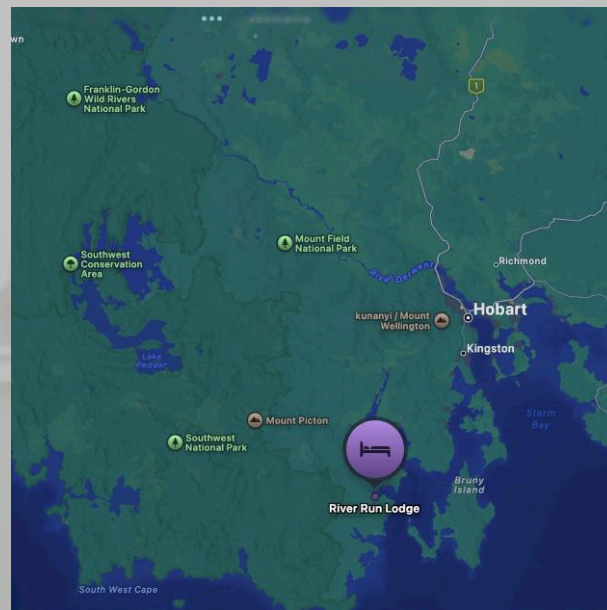 wn
1
Franklin-Gordon
Wild Rivers
National Park
Mount Field
National Park
River Derwent
Southwest
Conservation
Area
Richmond
kunanyi / Mount
Wellington
Hobart
Kingston
Lake
Pedder
Storm
Bay
Mount Picton
Southwest
National Park
Bruny
Island
River Run Lodge
South West Cape